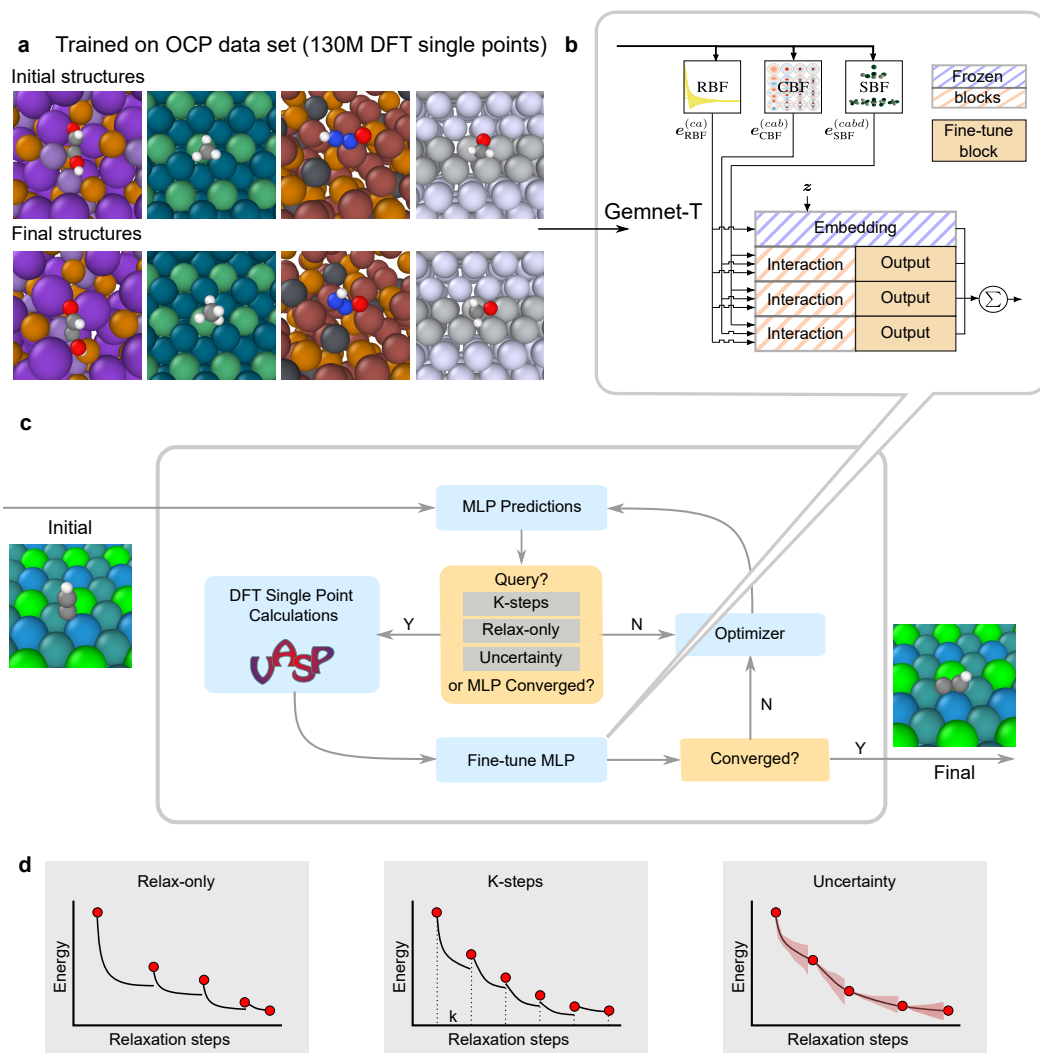 a Trained on OCP data set (130M DFT single points)
Initial structures
Final structures
b
RBF
CBF
SBF
e_RBF^(ca)
e_CBF^(cab)
e_SBF^(cabd)
Frozen
blocks
Fine-tune
block
Gemnet-T
z
Embedding
Interaction
Output
Interaction
Output
Interaction
Output
Σ
c
Initial
MLP Predictions
Query?
K-steps
Relax-only
Uncertainty
or MLP Converged?
DFT Single Point
Calculations
VASP
Y
N
Optimizer
N
Fine-tune MLP
Converged?
Y
Final
d
Relax-only
Energy
Relaxation steps
K-steps
Energy
k
Relaxation steps
Uncertainty
Energy
Relaxation steps